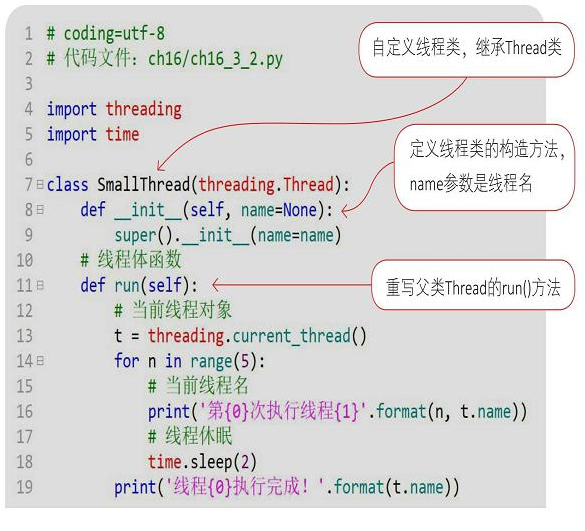 1 # coding=utf-8
2 # 代码文件：ch16/ch16_3_2.py
3
4 import threading
5 import time
6
7 class SmallThread(threading.Thread):
8     def __init__(self, name=None):
9         super().__init__(name=name)
10     # 线程体函数
11     def run(self):
12         # 当前线程对象
13         t = threading.current_thread()
14         for n in range(5):
15             # 当前线程名
16             print('第{0}次执行线程{1}'.format(n, t.name))
17             # 线程休眠
18             time.sleep(2)
19         print('线程{0}执行完成！'.format(t.name))
自定义线程类，继承Thread类
定义线程类的构造方法，
name参数是线程名
重写父类Thread的run()方法